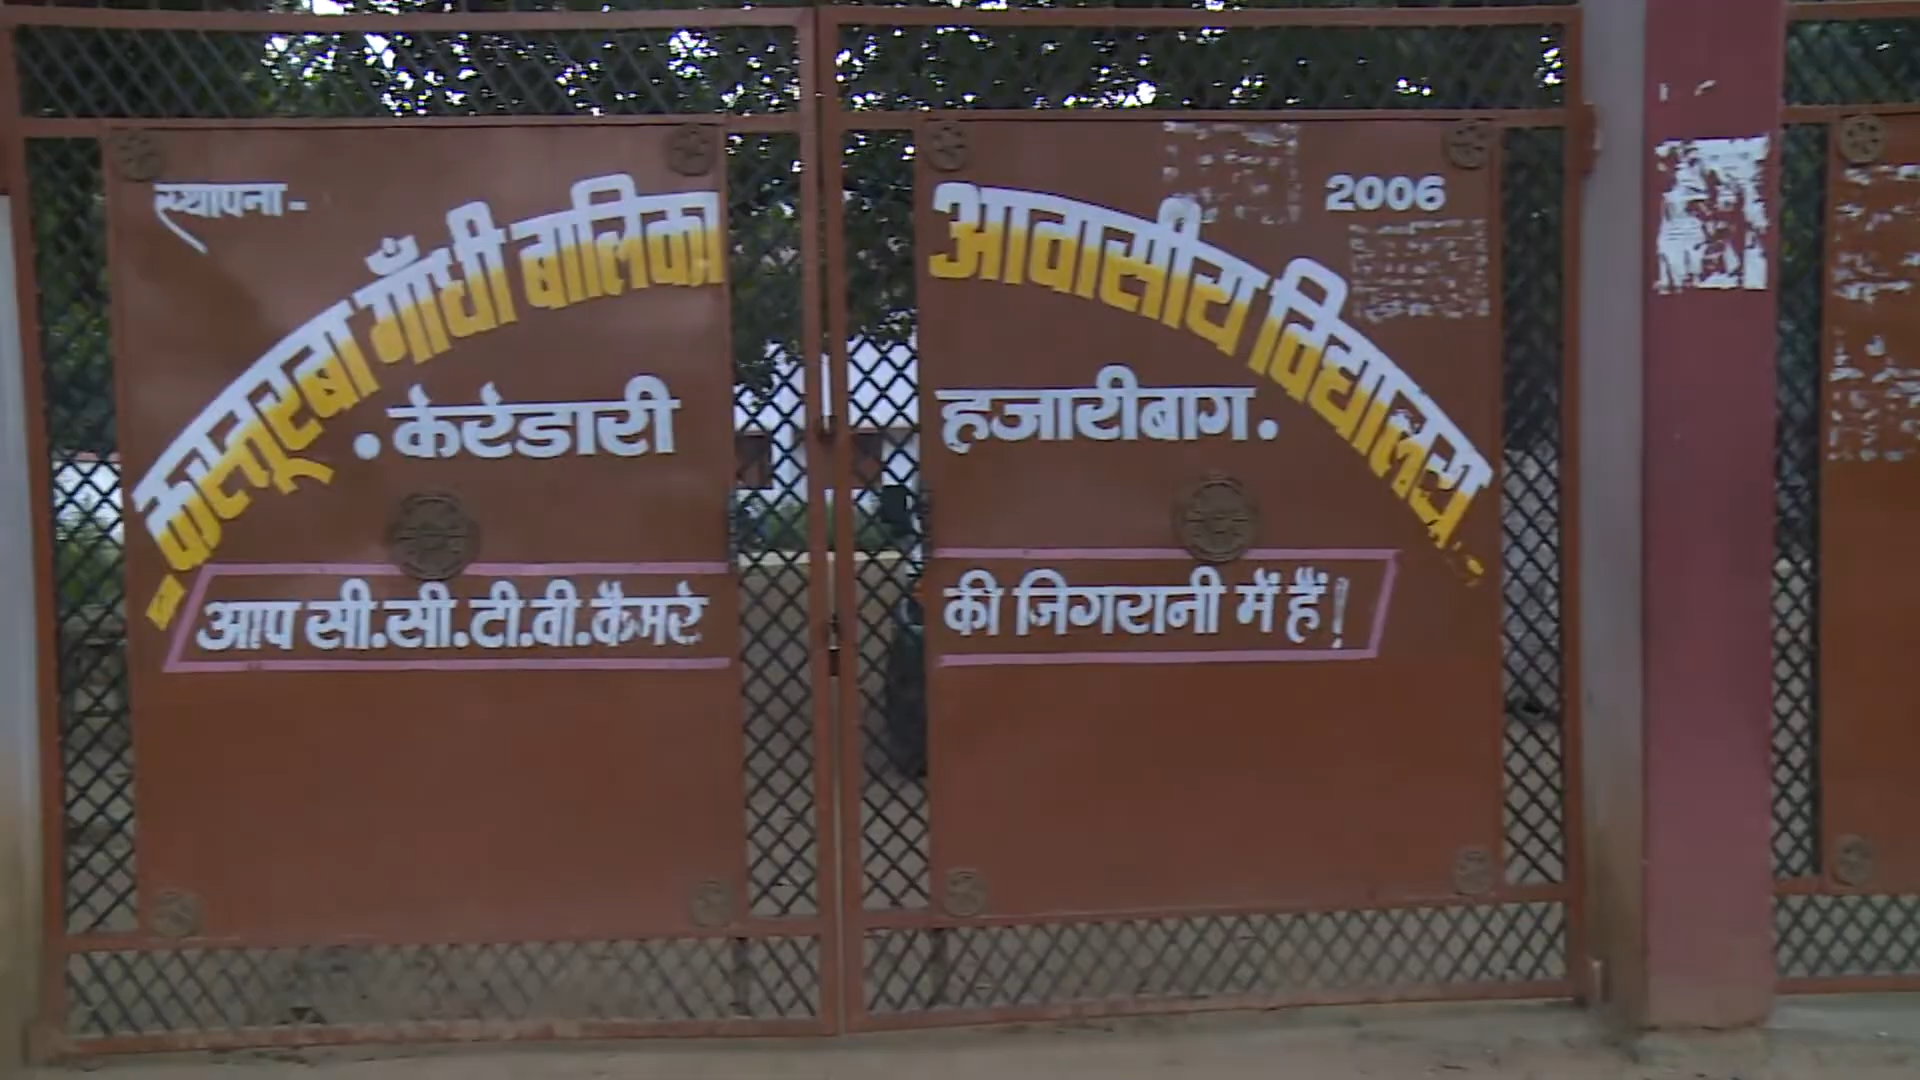 स्थापना - 2006
कस्तूरबा गाँधी बालिका आवासीय विद्यालय
• केरेडारी हजारीबाग •
आप सी.सी.टी.वी. कैमरे की निगरानी में हैं!